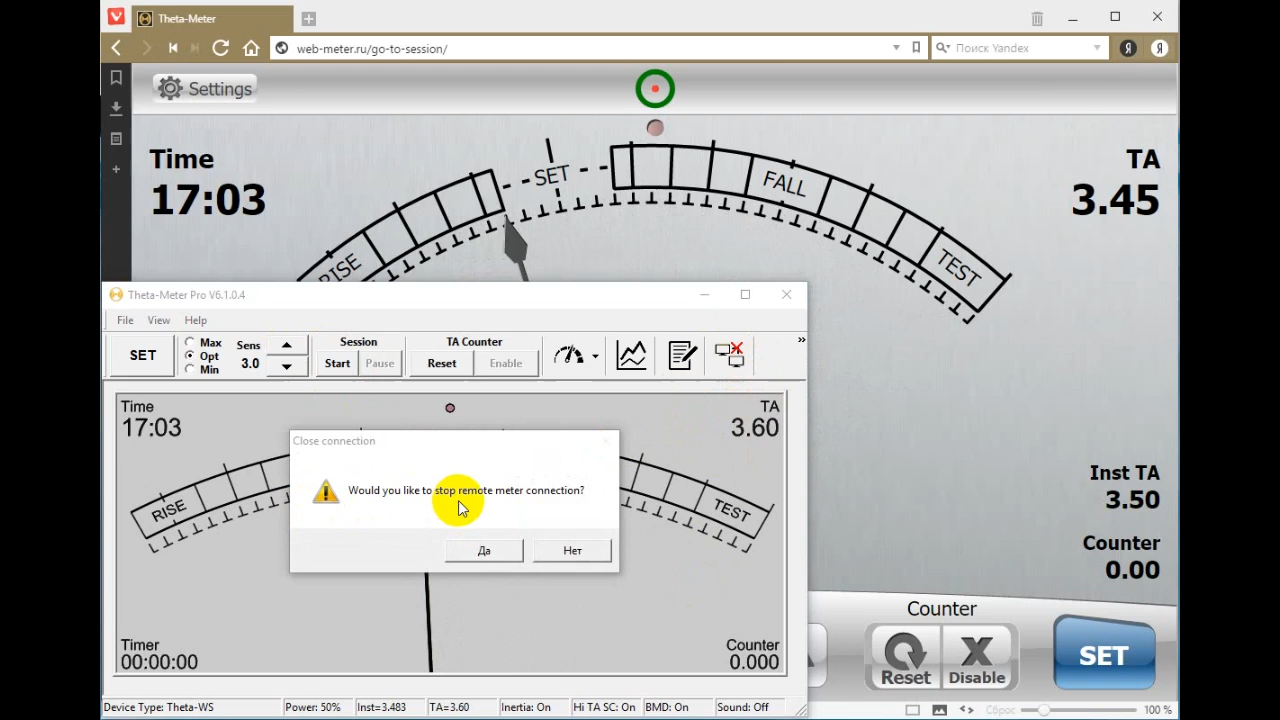 Theta-Meter
web-meter.ru/go-to-session/
Поиск Yandex
Я
Я
Settings
Time
17:03
RISE
SET
FALL
TEST
TA
3.45
Inst TA
3.50
Counter
0.00
Counter
Reset
Disable
SET
Сброс
100 %
Theta-Meter Pro V6.1.0.4
File View Help
SET
Max
Opt
Min
Sens
3.0
Session
Start Pause
TA Counter
Reset Enable
»
Time
17:03
TA
3.60
RISE
TEST
Close connection
Would you like to stop remote meter connection?
Да Нет
Timer
00:00:00
Counter
0.000
Device Type: Theta-WS Power: 50% Inst=3.483 TA=3.60 Inertia: On Hi TA SC: On BMD: On Sound: Off